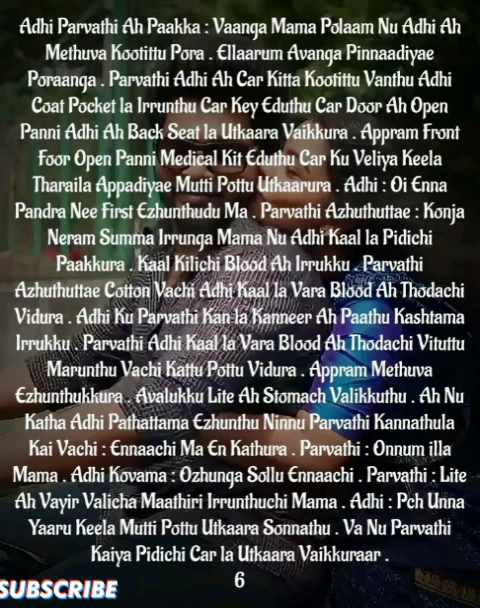 Adhi Parvathi Ah Paakka : Vaanga Mama Polaam Nu Adhi Ah
Methuva Kootittu Pora . Ellaarum Avanga Pinnaadiyae
Poraanga . Parvathi Adhi Ah Car Kitta Kootittu Vanthu Adhi
Coat Pocket la Irrunthu Car Key Eduthu Car Door Ah Open
Panni Adhi Ah Back Seat la Utkaara Vaikkura . Appram Front
Foor Open Panni Medical Kit Eduthu Car Ku Veliya Keela
Tharaila Appadiyae Mutti Pottu Utkaarura . Adhi : Oi Enna
Pandra Nee First Ezhunthudu Ma . Parvathi Azhuthuttae : Konja
Neram Summa Irrunga Mama Nu Adhi Kaal la Pidichi
Paakkura . Kaal Kilichi Blood Ah Irrukku . Parvathi
Azhuthuttae Cotton Vachi Adhi Kaal la Vara Blood Ah Thodachi
Vidura . Adhi Ku Parvathi Kan la Kanneer Ah Paathu Kashtama
Irrukku . Parvathi Adhi Kaal la Vara Blood Ah Thodachi Vituttu
Marunthu Vachi Kattu Pottu Vidura . Appram Methuva
Ezhunthukkura . Avalukku Lite Ah Stomach Valikkuthu . Ah Nu
Katha Adhi Pathattama Ezhunthu Ninnu Parvathi Kannathula
Kai Vachi : Ennaachi Ma En Kathura . Parvathi : Onnum illa
Mama . Adhi Kovama : Ozhunga Sollu Ennaachi . Parvathi : Lite
Ah Vayir Valicha Maathiri Irrunthuchi Mama . Adhi : Pch Unna
Yaaru Keela Mutti Pottu Utkaara Sonnathu . Va Nu Parvathi
Kaiya Pidichi Car la Utkaara Vaikkuraar .
SUBSCRIBE
6